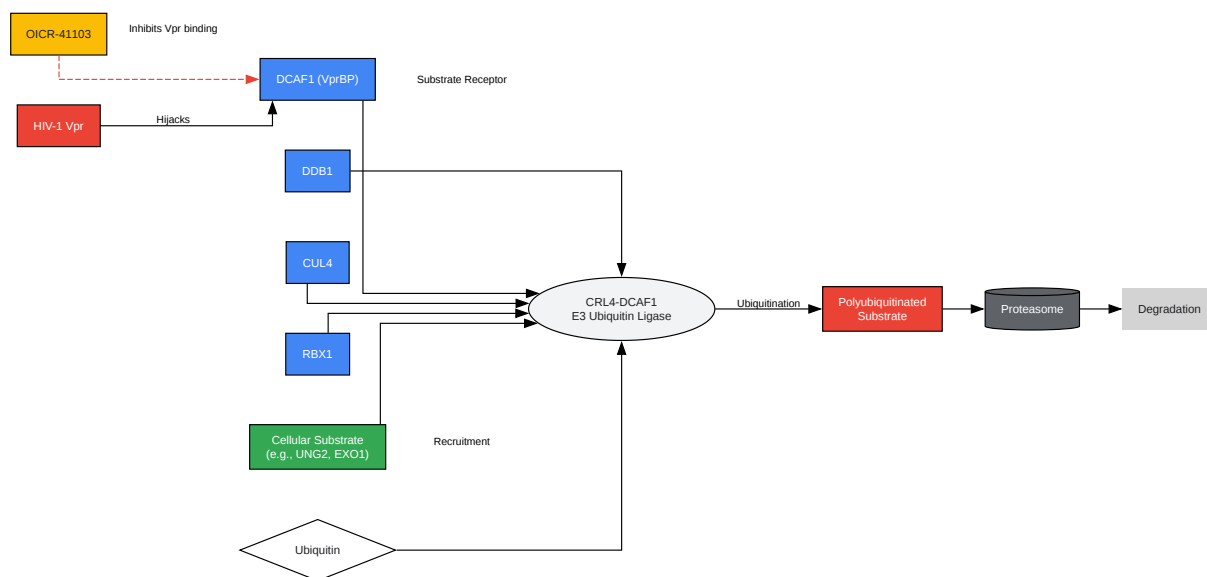 OICR-41103
Inhibits Vpr binding
DCAF1 (VprBP)
Substrate Receptor
HIV-1 Vpr
Hijacks
DDB1
CUL4
CRL4-DCAF1
E3 Ubiquitin Ligase
Ubiquitination
Polyubiquitinated
Substrate
Proteasome
Degradation
RBX1
Cellular Substrate
(e.g., UNG2, EXO1)
Recruitment
Ubiquitin